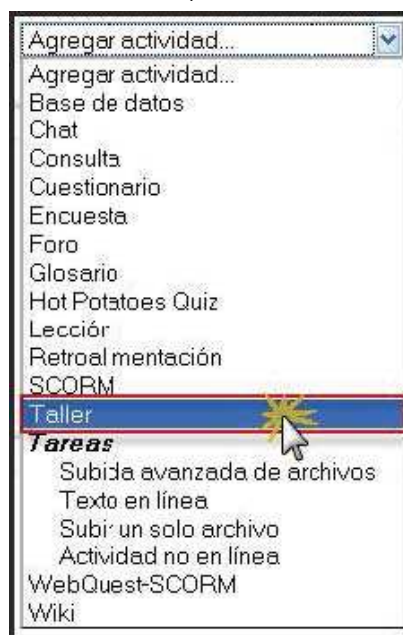 Agregar actividad...
Agregar actividad...
Base de datos
Chat
Consulta
Cuestionario
Encuesta
Foro
Glosario
Hot Potatoes Quiz
Lección
Retroalimentación
SCORM
Taller
Tareas
Subida avanzada de archivos
Texto en línea
Subir un solo archivo
Actividad no en línea
WebQuest-SCORM
Wiki